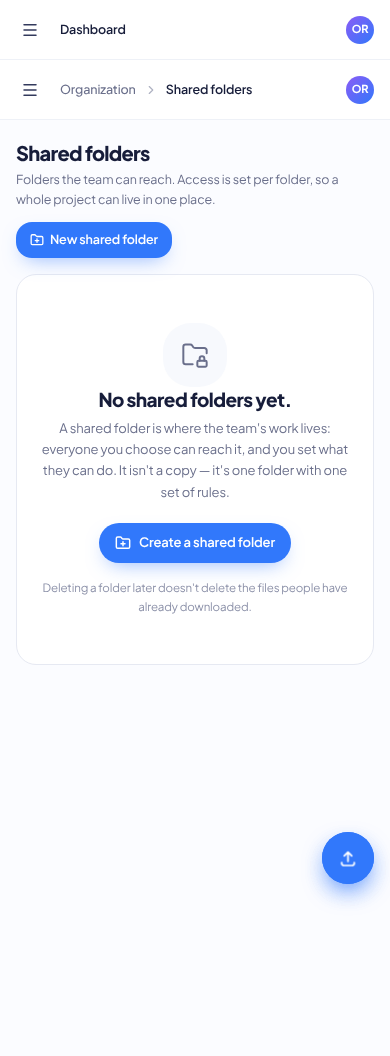 Dashboard
OR
Organization > Shared folders
OR
Shared folders
Folders the team can reach. Access is set per folder, so a
whole project can live in one place.
New shared folder
No shared folders yet.
A shared folder is where the team's work lives:
everyone you choose can reach it, and you set what
they can do. It isn't a copy — it's one folder with one
set of rules.
Create a shared folder
Deleting a folder later doesn't delete the files people have
already downloaded.